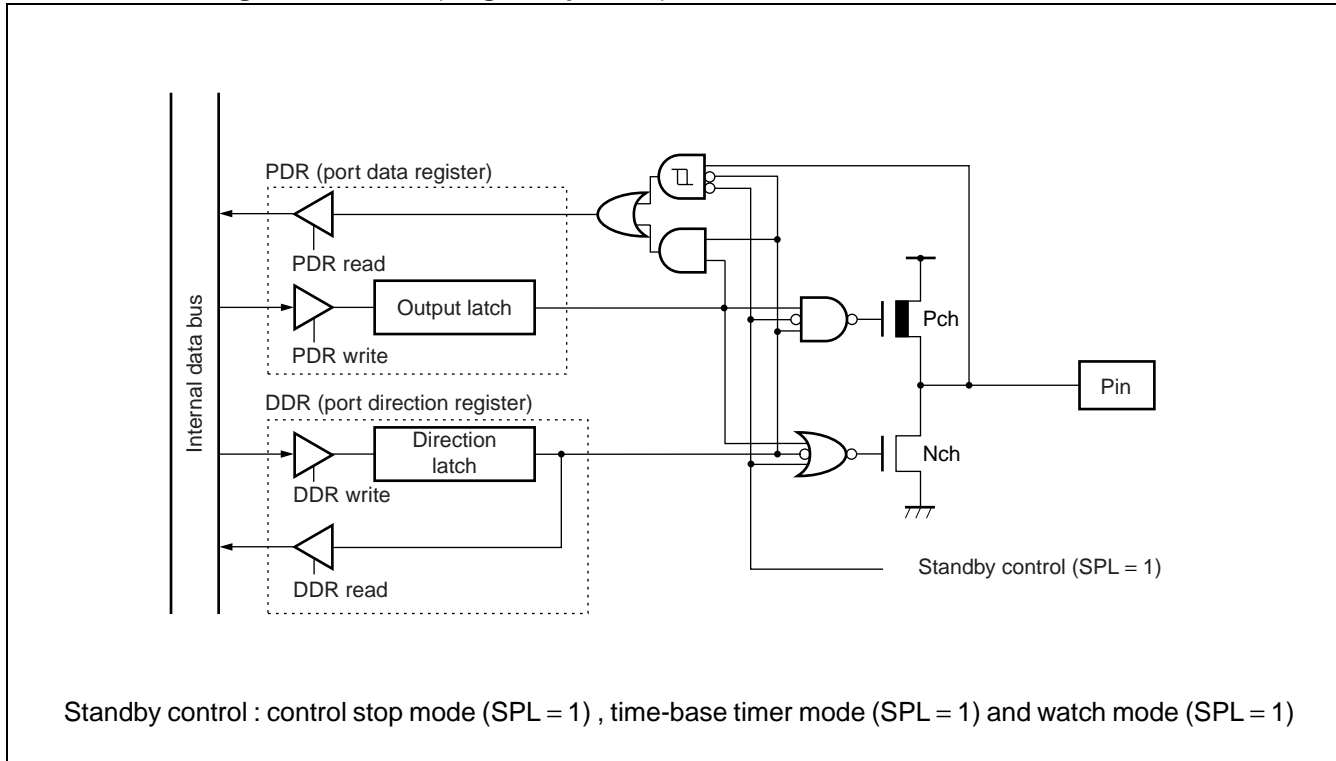 PDR (port data register)
PDR read
Output latch
PDR write
Pch
Pin
Internal data bus
DDR (port direction register)
Direction
latch
Nch
DDR write
DDR read
Standby control (SPL = 1)
Standby control : control stop mode (SPL = 1) , time-base timer mode (SPL = 1) and watch mode (SPL = 1)